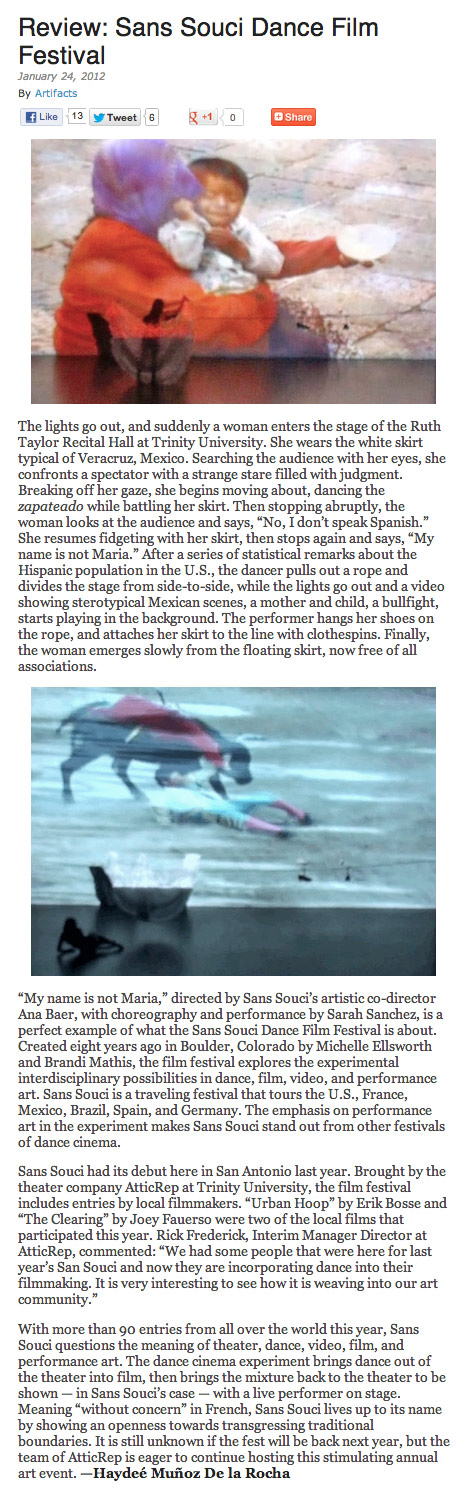 Review: Sans Souci Dance Film
Festival
January 24, 2012
By Artifacts
Like 13 Tweet 6 +1 0 Share
The lights go out, and suddenly a woman enters the stage of the Ruth
Taylor Recital Hall at Trinity University. She wears the white skirt
typical of Veracruz, Mexico. Searching the audience with her eyes, she
confronts a spectator with a strange stare filled with judgment.
Breaking off her gaze, she begins moving about, dancing the
zapateado while battling her skirt. Then stopping abruptly, the
woman looks at the audience and says, “No, I don’t speak Spanish.”
She resumes fidgeting with her skirt, then stops again and says, “My
name is not Maria.” After a series of statistical remarks about the
Hispanic population in the U.S., the dancer pulls out a rope and
divides the stage from side-to-side, while the lights go out and a video
showing sterotypical Mexican scenes, a mother and child, a bullfight,
starts playing in the background. The performer hangs her shoes on
the rope, and attaches her skirt to the line with clothespins. Finally,
the woman emerges slowly from the floating skirt, now free of all
associations.
“My name is not Maria,” directed by Sans Souci’s artistic co-director
Ana Baer, with choreography and performance by Sarah Sanchez, is a
perfect example of what the Sans Souci Dance Film Festival is about.
Created eight years ago in Boulder, Colorado by Michelle Ellsworth
and Brandi Mathis, the film festival explores the experimental
interdisciplinary possibilities in dance, film, video, and performance
art. Sans Souci is a traveling festival that tours the U.S., France,
Mexico, Brazil, Spain, and Germany. The emphasis on performance
art in the experiment makes Sans Souci stand out from other festivals
of dance cinema.
Sans Souci had its debut here in San Antonio last year. Brought by the
theater company AtticRep at Trinity University, the film festival
includes entries by local filmmakers. “Urban Hoop” by Erik Bosse and
“The Clearing” by Joey Fauerso were two of the local films that
participated this year. Rick Frederick, Interim Manager Director at
AtticRep, commented: “We had some people that were here for last
year’s San Souci and now they are incorporating dance into their
filmmaking. It is very interesting to see how it is weaving into our art
community.”
With more than 90 entries from all over the world this year, Sans
Souci questions the meaning of theater, dance, video, film, and
performance art. The dance cinema experiment brings dance out of
the theater into film, then brings the mixture back to the theater to be
shown — in Sans Souci’s case — with a live performer on stage.
Meaning “without concern” in French, Sans Souci lives up to its name
by showing an openness towards transgressing traditional
boundaries. It is still unknown if the fest will be back next year, but the
team of AtticRep is eager to continue hosting this stimulating annual
art event. —Haydeé Muñoz De la Rocha